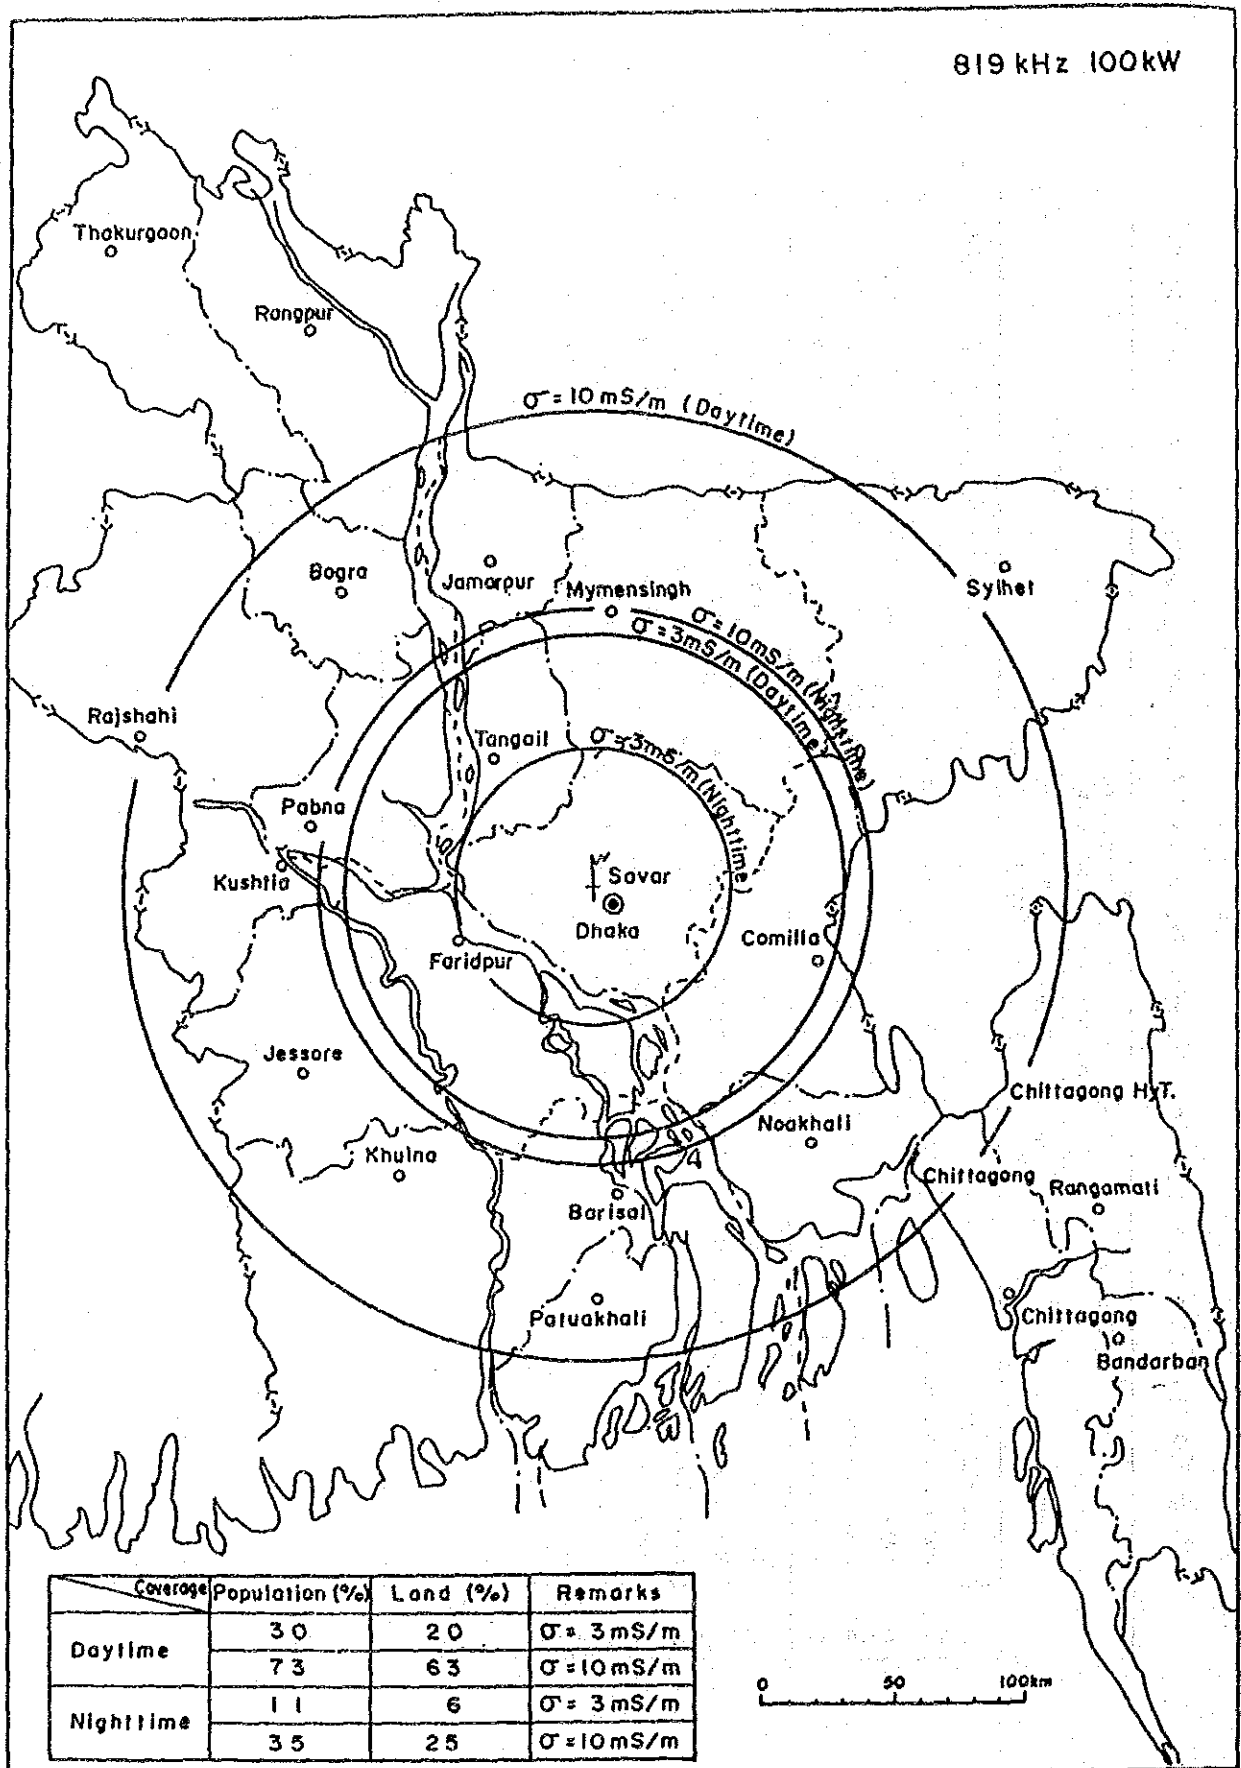 819 kHz 100kW
Thakurgaon
Rangpur
σ = 10 mS/m (Daytime)
Bogra
Jamarpur
Mymensingh
Sylhet
σ = 10mS/m (Nighttime)
σ = 3mS/m (Daytime)
Rajshahi
Tangail
σ = 3mS/m (Nighttime)
Pabna
Kushtia
Savar
Dhaka
Faridpur
Comilla
Jessore
Chittagong HyT.
Noakhali
Khulna
Chittagong
Rangamati
Barisal
Patuakhali
Chittagong
Bandarban
Coverage Population (%) Land (%) Remarks
Daytime 30 20 σ = 3mS/m
73 63 σ = 10mS/m
Nighttime 11 6 σ = 3mS/m
35 25 σ = 10mS/m
0 50 100km